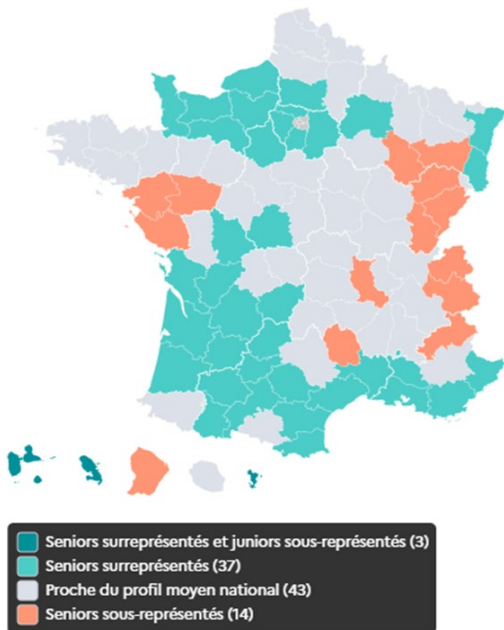 Seniors surreprésentés et juniors sous-représentés (3)
Seniors surreprésentés (37)
Proche du profil moyen national (43)
Seniors sous-représentés (14)